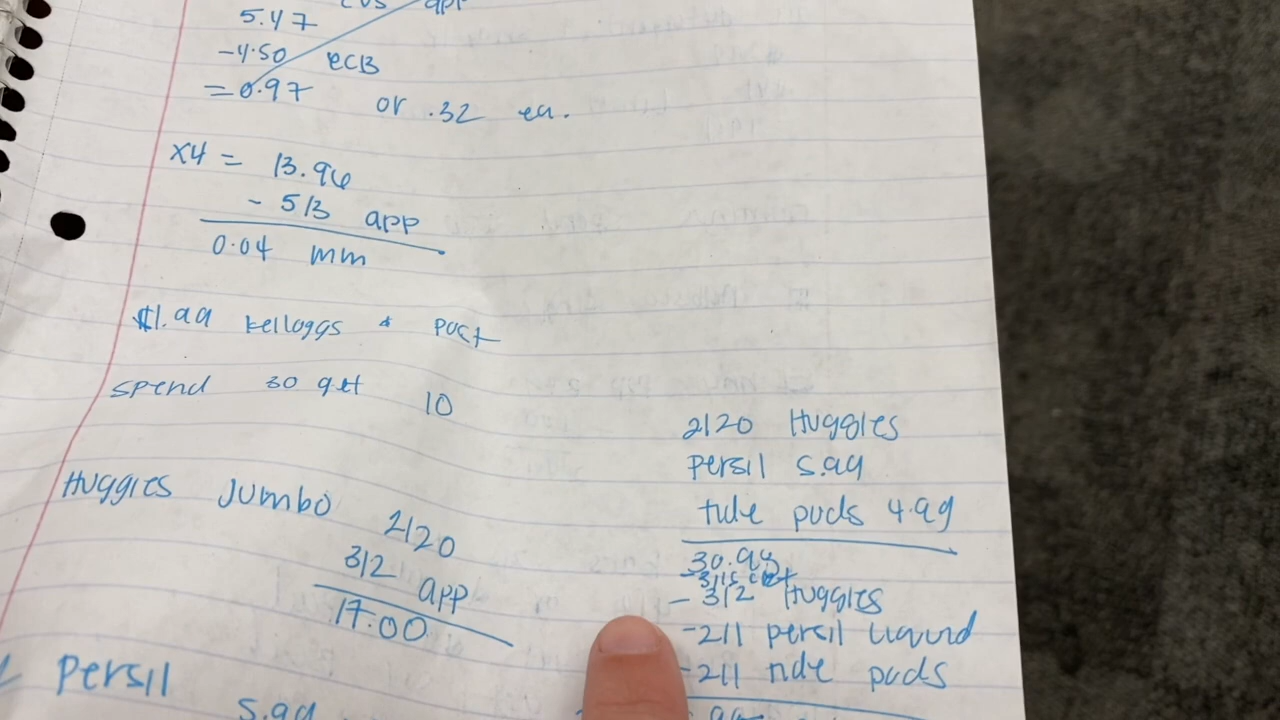 5.47
-4.50 ECB
=0.97 or .32 ea.
x4 = 13.96
- 5/3 app
0.04 mm
$1.99 Kelloggs & Post
Spend 30 get 10
Huggies Jumbo 2/20
3/2 app
17.00
Persil
5.99
2/20 Huggies
Persil 5.99
tide pods 4.99
30.98
- 3/2 Huggies
-2/1 persil liquid
-2/1 tide pods